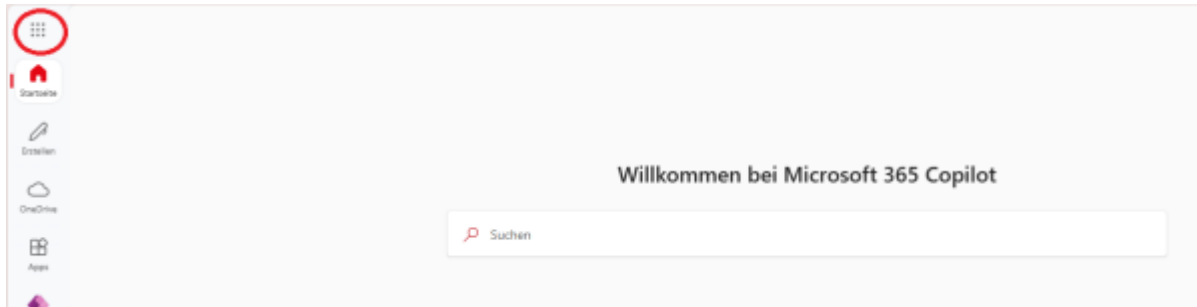 Startseite
Erstellen
OneDrive
Apps
Willkommen bei Microsoft 365 Copilot
Suchen